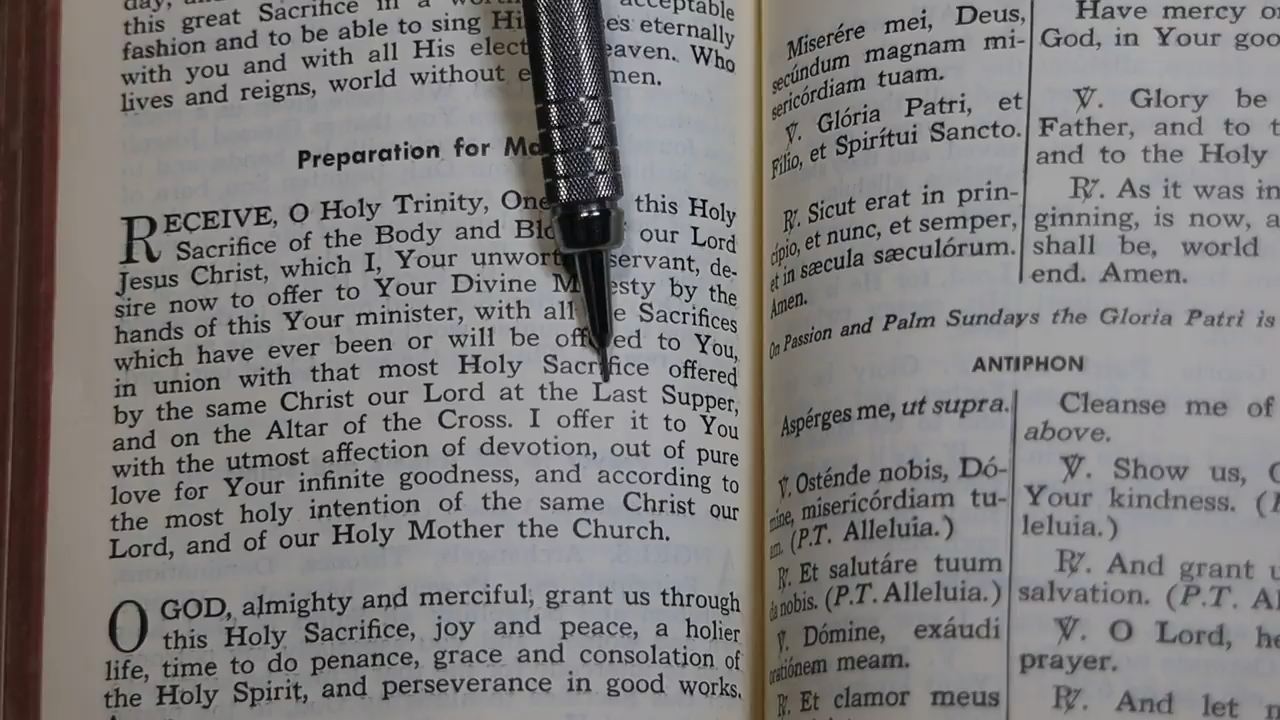 this great Sacrifice in a acceptable
fashion and to be able to sing eternally
with you and with all His elect Who
lives and reigns, world without
Preparation for
RECEIVE, O Holy Trinity, One this Holy
Sacrifice of the Body and our Lord
Jesus Christ, which I, Your servant, de-
sire now to offer to Your Divine by the
hands of this Your minister, with all Sacrifices
which have ever been or will be offered to You,
in union with that most Holy Sacrifice offered
by the same Christ our Lord at the Last Supper,
and on the Altar of the Cross. I offer it to You
with the utmost affection of devotion, out of pure
love for Your infinite goodness, and according to
the most holy intention of the same Christ our
Lord, and of our Holy Mother the Church.
O GOD, almighty and merciful, grant us through
this Holy Sacrifice, joy and peace, a holier
life, time to do penance, grace and consolation of
the Holy Spirit, and perseverance in good works.
Miserére mei, Deus,
secúndum magnam mi-
sericórdiam tuam.
℣. Glória Patri, et
Fílio, et Spirítui Sancto.
℟. Sicut erat in prin-
cípio, et nunc, et semper,
et in sæcula sæculórum.
Amen.
Have mercy
God, in Your
℣. Glory be
Father, and to
and to the Holy
℟. As it was in
ginning, is now,
shall be, world
end. Amen.
On Passion and Palm Sundays the Gloria Patri is
ANTIPHON
Aspérges me, ut supra.
℣. Osténde nobis, Dó-
mine, misericórdiam tu-
am. (P.T. Alleluia.)
℟. Et salutáre tuum
da nobis. (P.T. Alleluia.)
℣. Dómine, exáudi
oratiónem meam.
℟. Et clamor meus
Cleanse me of
above.
℣. Show us,
Your kindness.
leluia.)
℟. And grant
salvation. (P.T.
℣. O Lord,
prayer.
℟. And let